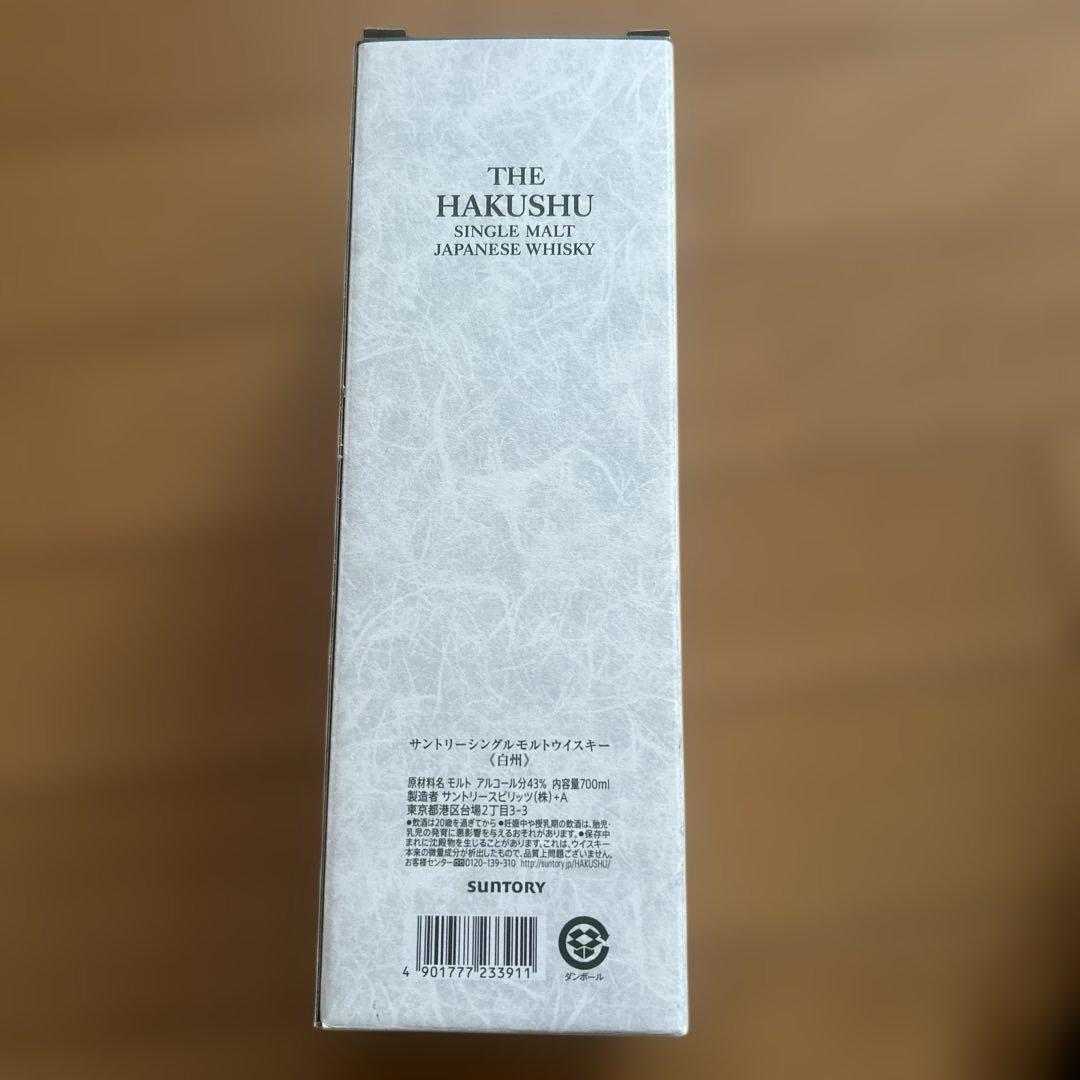 THE
HAKUSHU
SINGLE MALT
JAPANESE WHISKY
サントリーシングルモルトウイスキー
《白州》
原材料名 モルト アルコール分43% 内容量700ml
製造者 サントリースピリッツ(株)+A
東京都港区台場2丁目3-3
●飲酒は20歳を過ぎてから ●妊娠中や授乳期の飲酒は、胎児・
乳児の発育に悪影響を与えるおそれがあります。●保存中
まれに沈殿物を生じることがあります。これは、ウイスキー
本来の微量成分が析出したもので、品質上問題ございません。
お客様センター 0120-139-310 http://suntory.jp/HAKUSHU/
SUNTORY
4 901777 233911
ダンボール